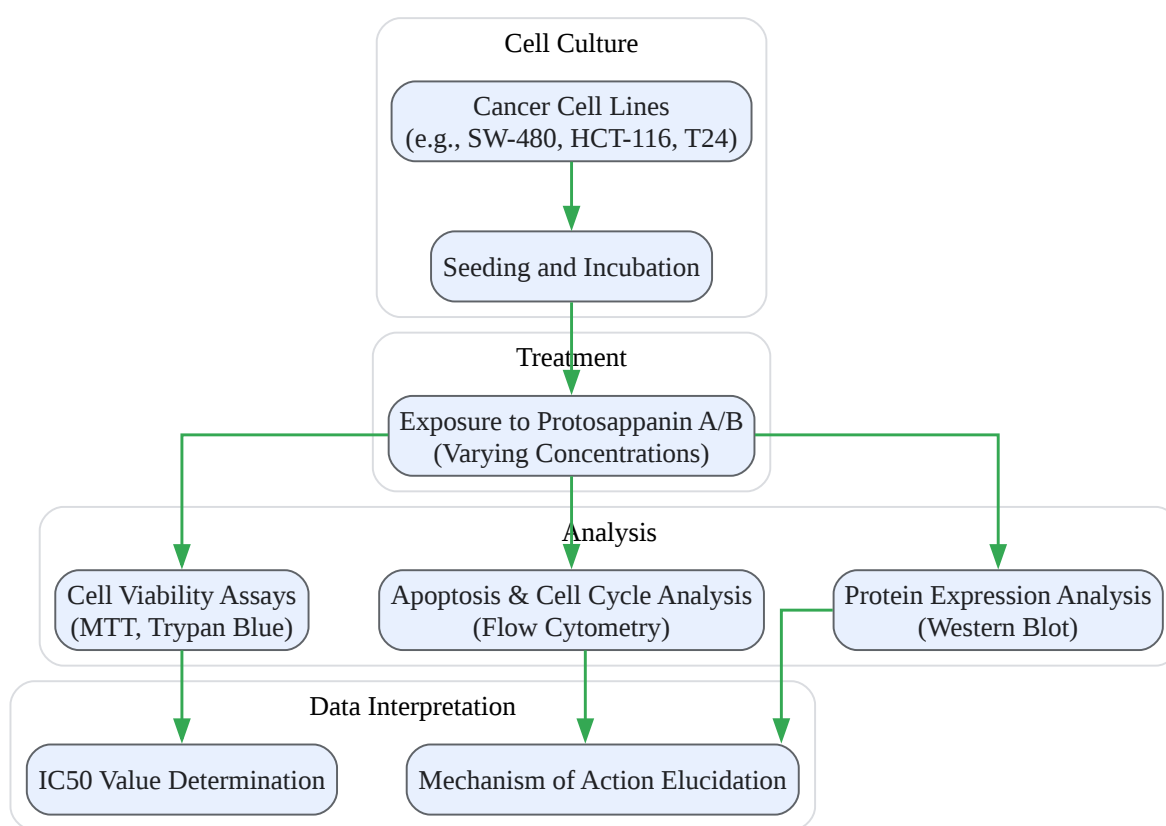 Cell Culture
Cancer Cell Lines
(e.g., SW-480, HCT-116, T24)
Seeding and Incubation
Treatment
Exposure to Protosappanin A/B
(Varying Concentrations)
Analysis
Cell Viability Assays
(MTT, Trypan Blue)
Apoptosis & Cell Cycle Analysis
(Flow Cytometry)
Protein Expression Analysis
(Western Blot)
Data Interpretation
IC50 Value Determination
Mechanism of Action Elucidation